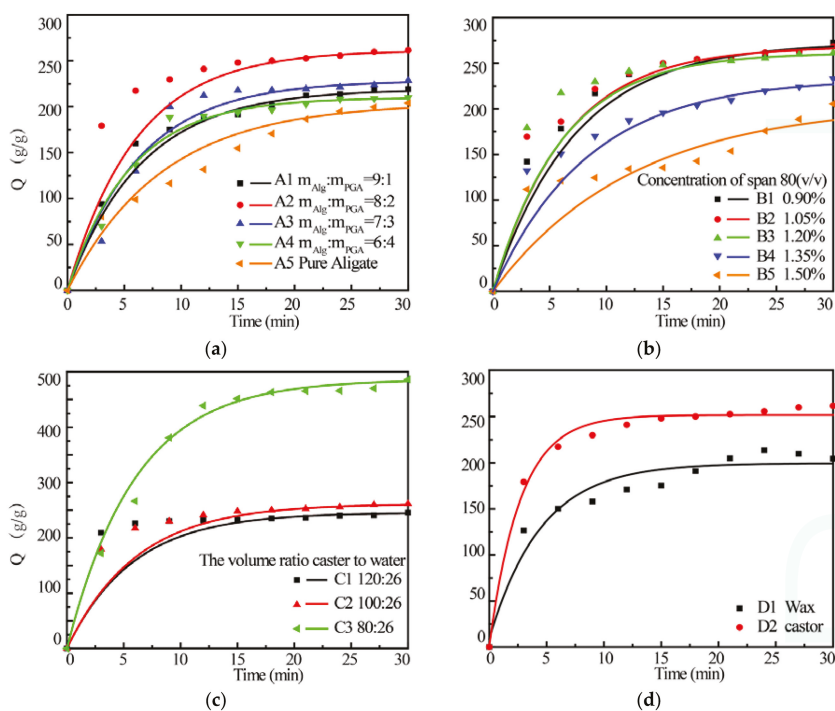 300
250
200
150
100
50
0
Q (g/g)
A1 mAlg:mPGA=9:1
A2 mAlg:mPGA=8:2
A3 mAlg:mPGA=7:3
A4 mAlg:mPGA=6:4
A5 Pure Aligate
0 5 10 15 20 25 30
Time (min)
(a)
300
250
200
150
100
50
0
Concentration of span 80(v/v)
B1 0.90%
B2 1.05%
B3 1.20%
B4 1.35%
B5 1.50%
0 5 10 15 20 25 30
Time (min)
(b)
500
400
300
200
100
0
Q (g/g)
The volume ratio caster to water
C1 120:26
C2 100:26
C3 80:26
0 5 10 15 20 25 30
Time (min)
(c)
300
250
200
150
100
50
0
D1 Wax
D2 castor
0 5 10 15 20 25 30
Time (min)
(d)